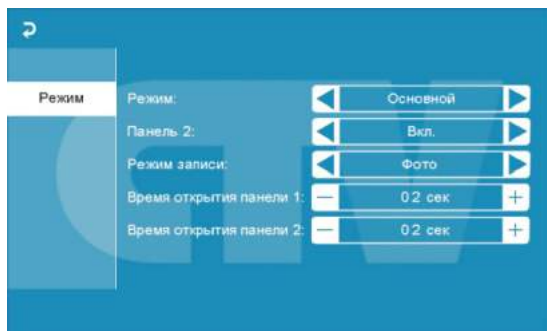 Режим
Режим: Основной
Панель 2: Вкл.
Режим записи: Фото
Время открытия панели 1: — 02 сек +
Время открытия панели 2: — 02 сек +